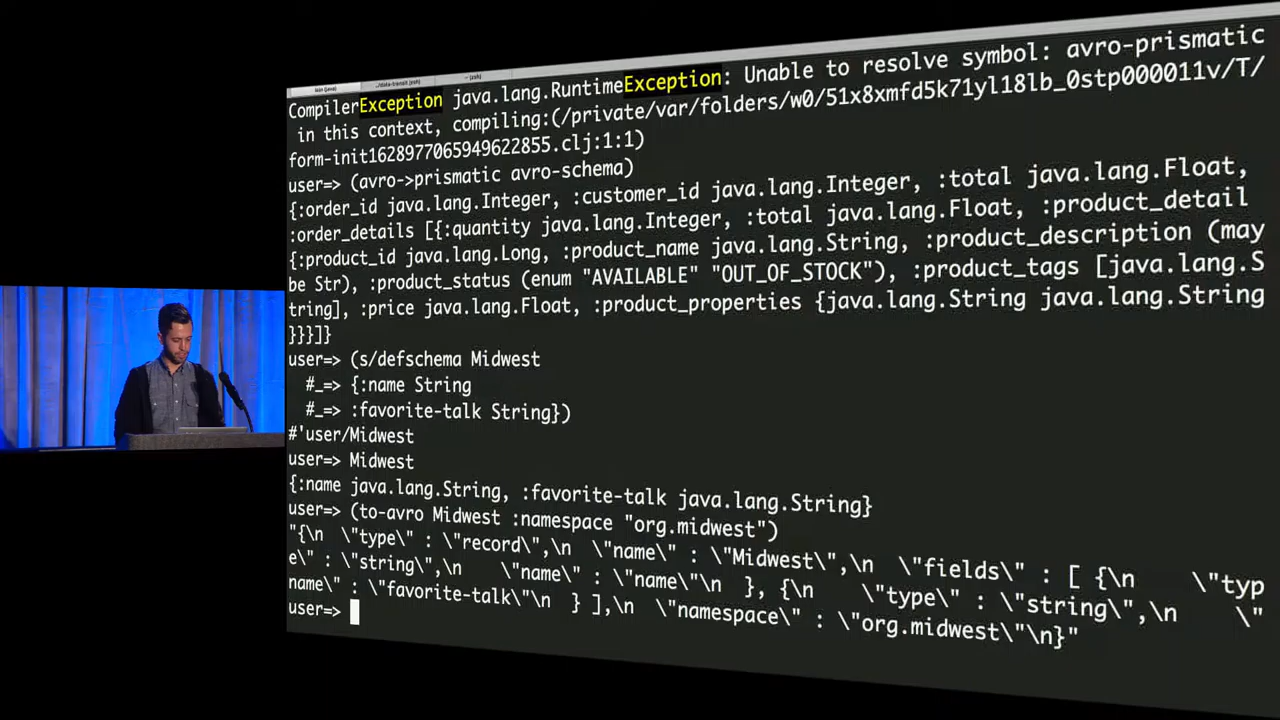 CompilerException java.lang.RuntimeException: Unable to resolve symbol: avro-prismatic
in this context, compiling:(/private/var/folders/w0/51x8xmfd5k71yl18lb_0stp000011v/T/
form-init1628977065949622855.clj:1:1)
user=> (avro->prismatic avro-schema)
{:order_id java.lang.Integer, :customer_id java.lang.Integer, :total java.lang.Float,
:order_details [{:quantity java.lang.Integer, :total java.lang.Float, :product_detail
{:product_id java.lang.Long, :product_name java.lang.String, :product_description (may
be Str), :product_status (enum "AVAILABLE" "OUT_OF_STOCK"), :product_tags [java.lang.S
tring], :price java.lang.Float, :product_properties {java.lang.String java.lang.String
}}}]}
user=> (s/defschema Midwest
#_=> {:name String
#_=> :favorite-talk String})
#'user/Midwest
user=> Midwest
{:name java.lang.String, :favorite-talk java.lang.String}
user=> (to-avro Midwest :namespace "org.midwest")
"{\n \"type\" : \"record\",\n \"name\" : \"Midwest\",\n \"fields\" : [ {\n \"typ
e\" : \"string\",\n \"name\" : \"name\"\n }, {\n \"type\" : \"string\",\n \"
name\" : \"favorite-talk\"\n } ],\n \"namespace\" : \"org.midwest\"\n}"
user=>